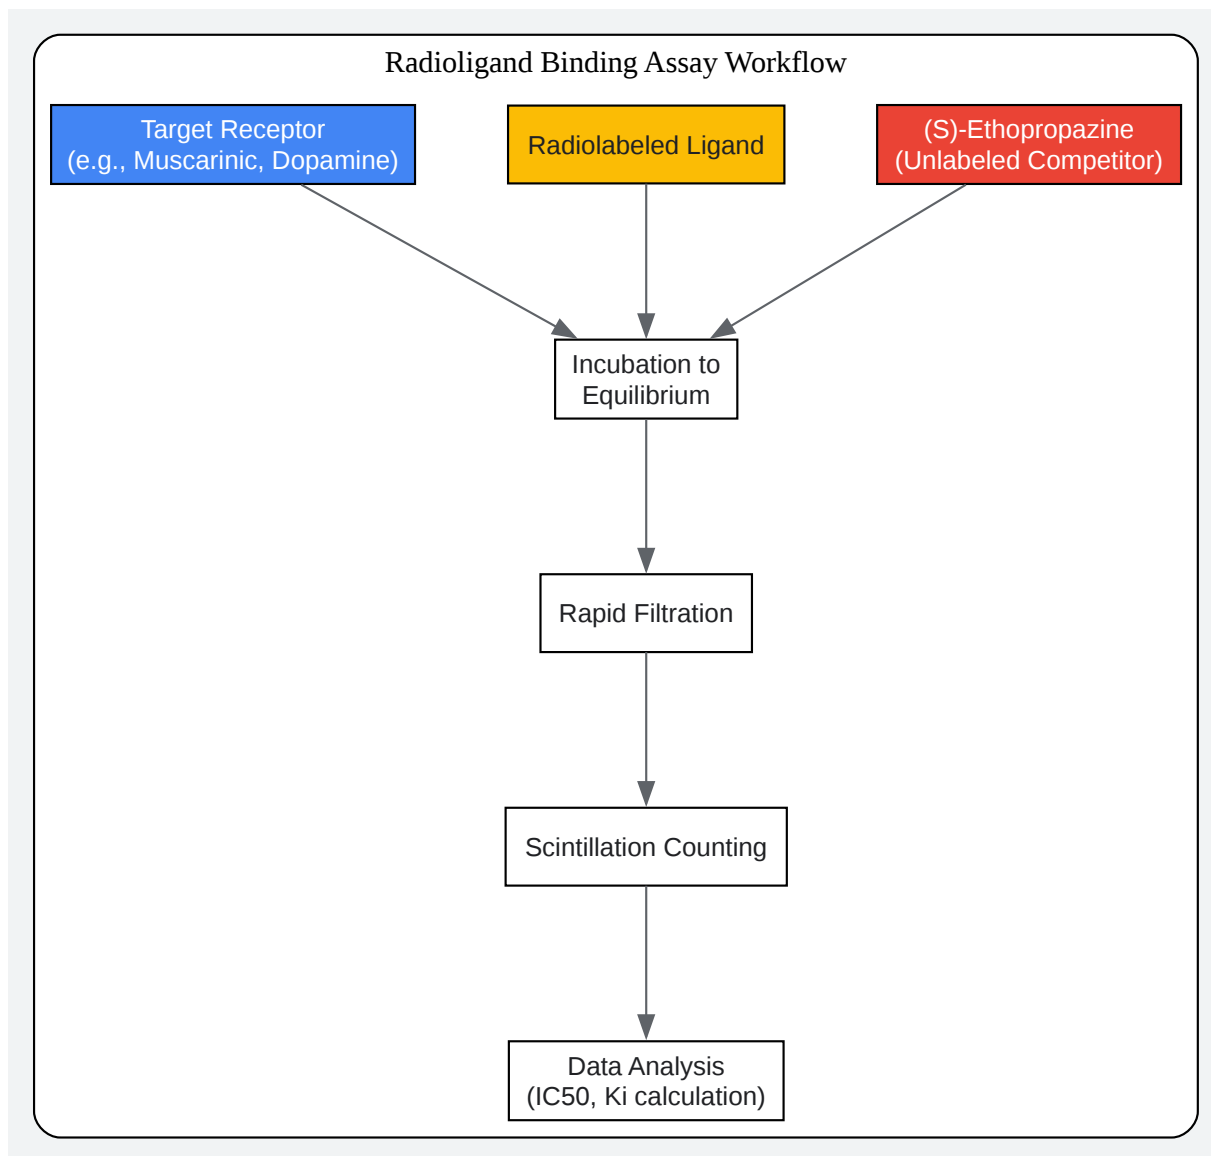 Radioligand Binding Assay Workflow
Target Receptor
(e.g., Muscarinic, Dopamine)
Radiolabeled Ligand
(S)-Ethopropazine
(Unlabeled Competitor)
Incubation to
Equilibrium
Rapid Filtration
Scintillation Counting
Data Analysis
(IC50, Ki calculation)